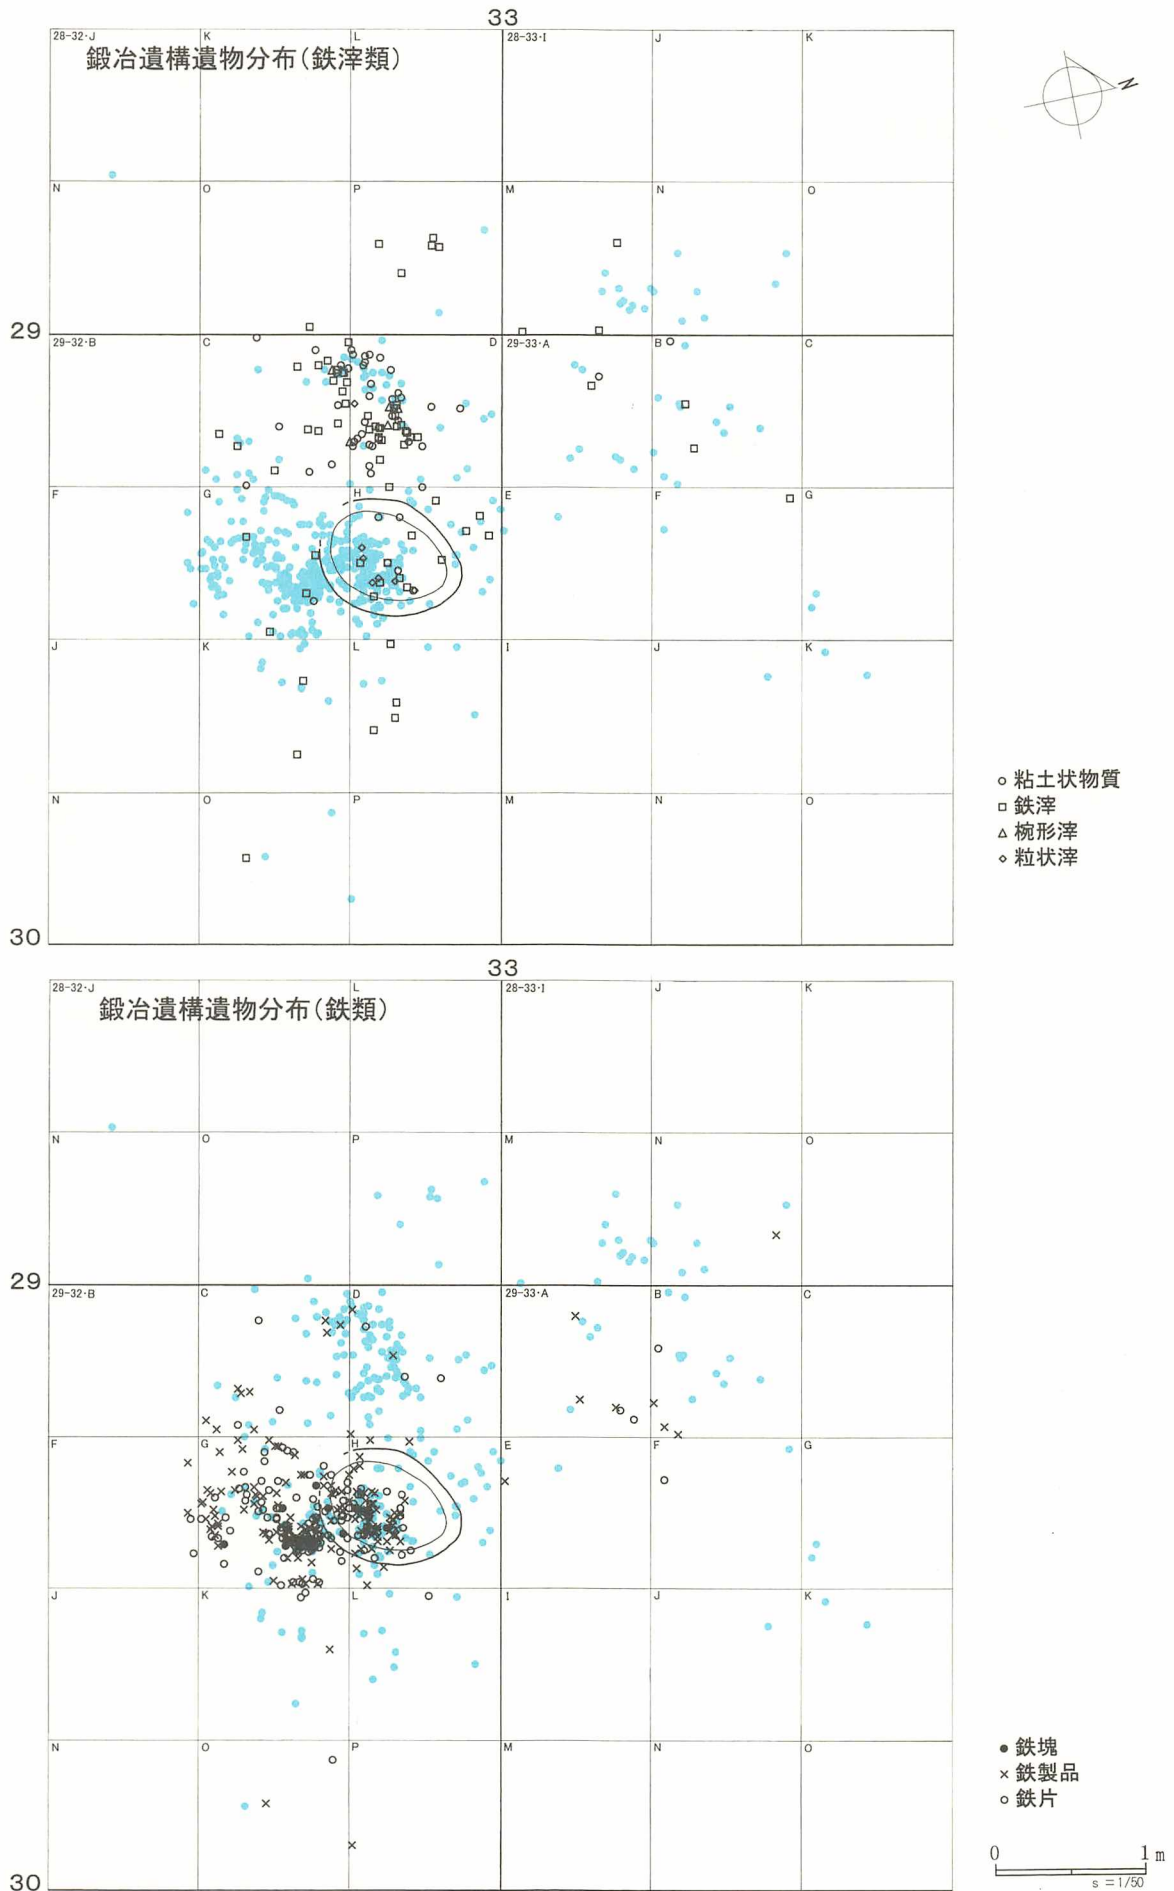 33
28-32·J K L 28-33·I J K
鍛冶遺構遺物分布(鉄滓類)
N
N O P M N O
29
29-32-B C D 29-33·A B C
F G H E F G
J K L I J K
○ 粘土状物質
□ 鉄滓
△ 椀形滓
◇ 粒状滓
N O P M N O
30
33
28-32·J L 28-33·I J K
鍛冶遺構遺物分布(鉄類)
N O P M N O
29
29-32·B C D 29-33·A B C
F G H E F G
J K L I J K
N O P M N O
● 鉄塊
× 鉄製品
○ 鉄片
0 1 m
s = 1/50
30